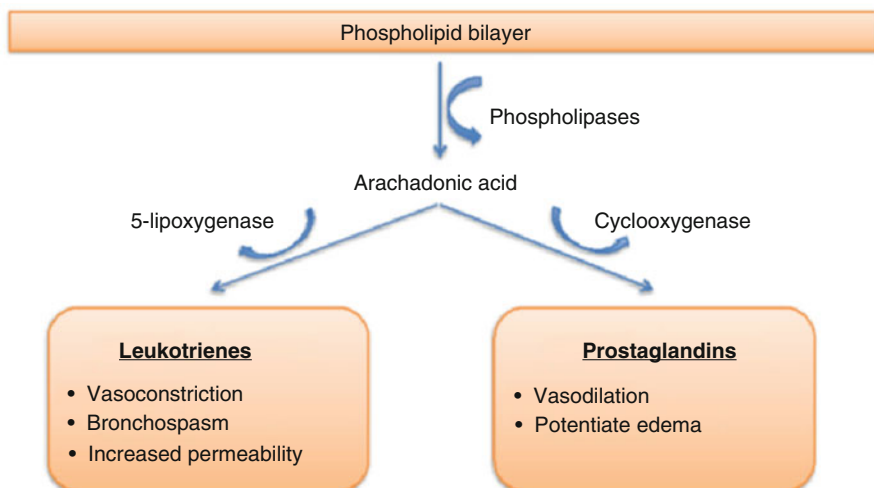 Phospholipid bilayer
Phospholipases
Arachadonic acid
5-lipoxygenase
Cyclooxygenase
Leukotrienes
• Vasoconstriction
• Bronchospasm
• Increased permeability
Prostaglandins
• Vasodilation
• Potentiate edema